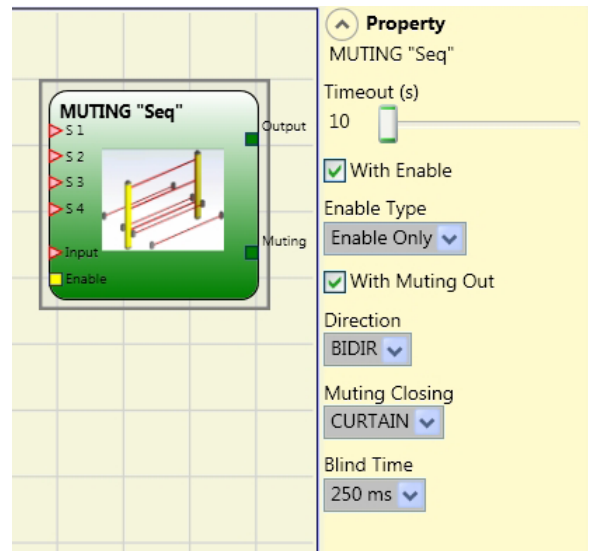 MUTING "Seq"
S 1
Output
S 2
S 3
S 4
Muting
Input
Enable
Property
MUTING "Seq"
Timeout (s)
10
With Enable
Enable Type
Enable Only
With Muting Out
Direction
BIDIR
Muting Closing
CURTAIN
Blind Time
250 ms